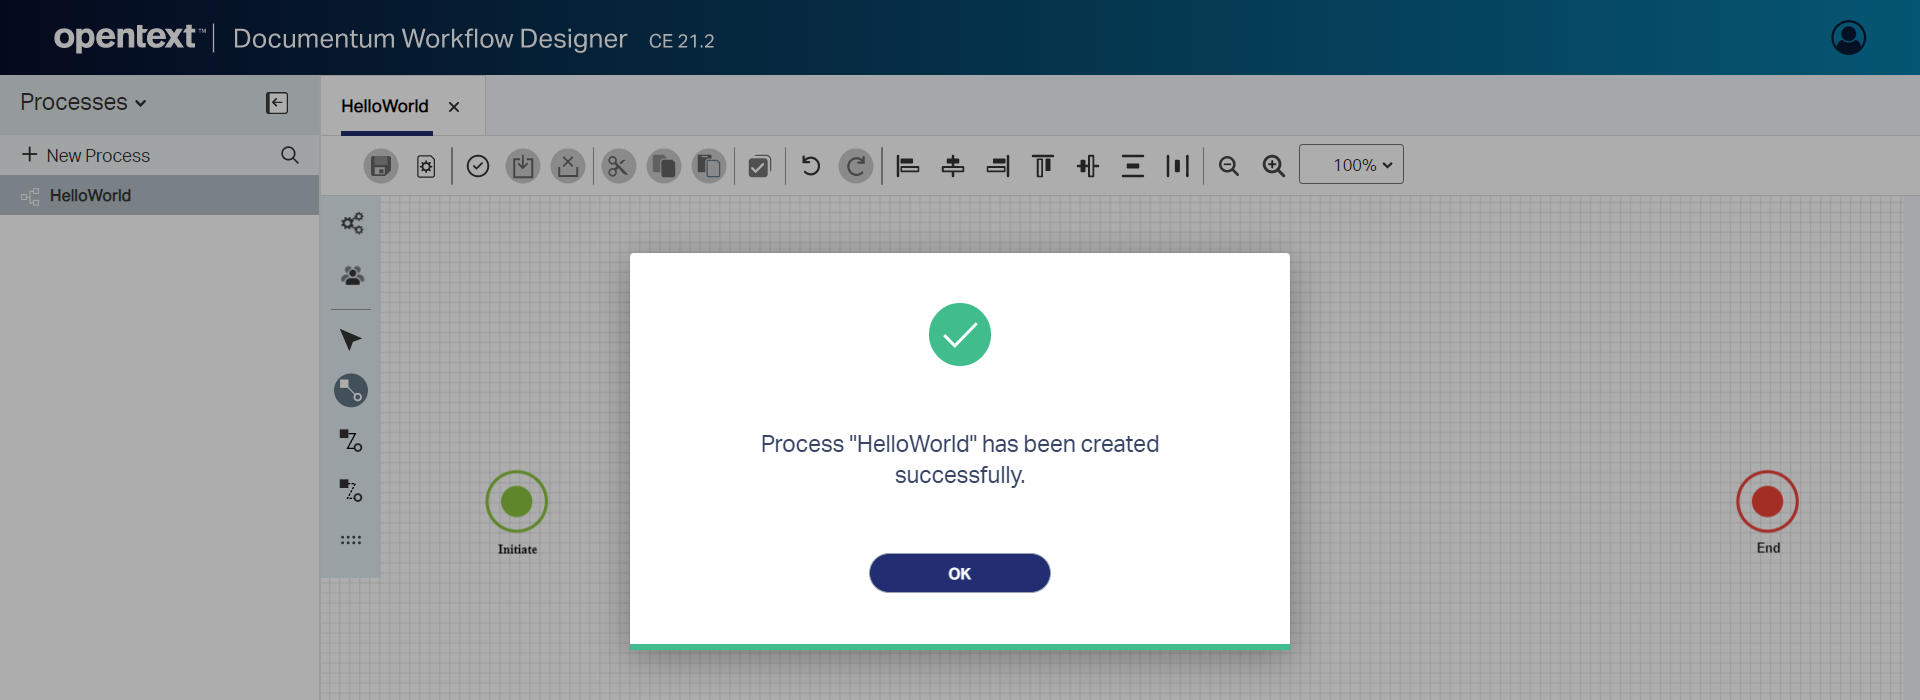 opentext™ | Documentum Workflow Designer CE 21.2
Processes
HelloWorld
New Process
100%
HelloWorld
Process "HelloWorld" has been created
successfully.
Initiate
End
OK